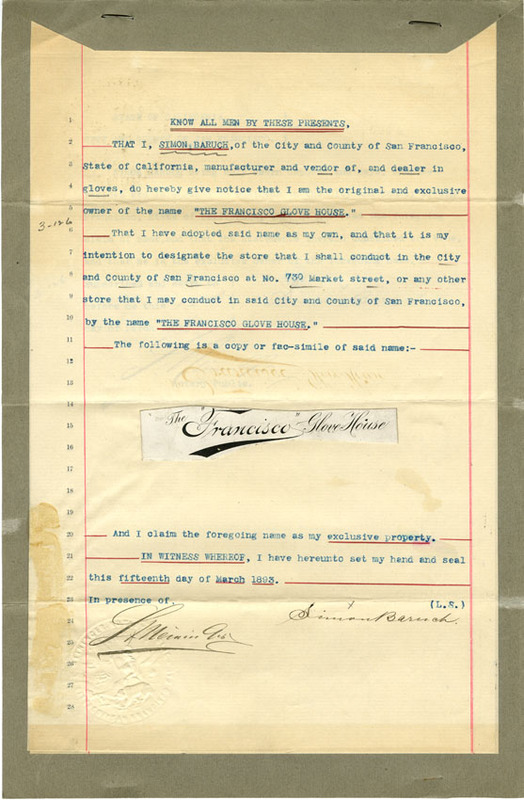 KNOW ALL MEN BY THESE PRESENTS,
THAT I, SIMON BARUCH, of the City and County of San Francisco,
State of California, manufacturer and vendor of, and dealer in
gloves, do hereby give notice that I am the original and exclusive
owner of the name "THE FRANCISCO GLOVE HOUSE."
3-126
That I have adopted said name as my own, and that it is my
intention to designate the store that I shall conduct in the City
and County of San Francisco at No. 730 Market street, or any other
store that I may conduct in said City and County of San Francisco,
by the name "THE FRANCISCO GLOVE HOUSE."
The following is a copy or fac-simile of said name:-
The "Francisco" Glove House
And I claim the foregoing name as my exclusive property.
IN WITNESS WHEREOF, I have hereunto set my hand and seal
this fifteenth day of March 1893.
In presence of (L.S.)
Simon Baruch.